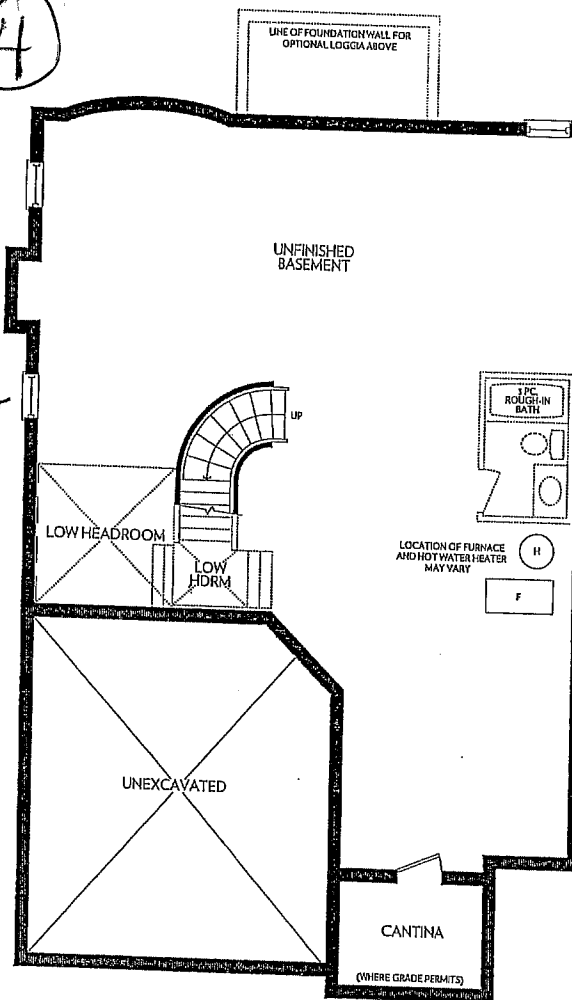 4
LINE OF FOUNDATION WALL FOR
OPTIONAL LOGGIA ABOVE
UNFINISHED
BASEMENT
3 PC.
ROUGH-IN
BATH
UP
LOW HEADROOM
LOW
HDRM
LOCATION OF FURNACE
AND HOT WATER HEATER
MAY VARY
H
F
UNEXCAVATED
CANTINA
(WHERE GRADE PERMITS)